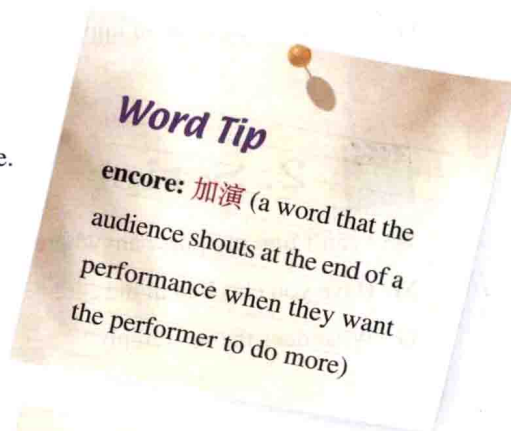 e.
Word Tip
encore: 加演 (a word that the
audience shouts at the end of a
performance when they want
the performer to do more)